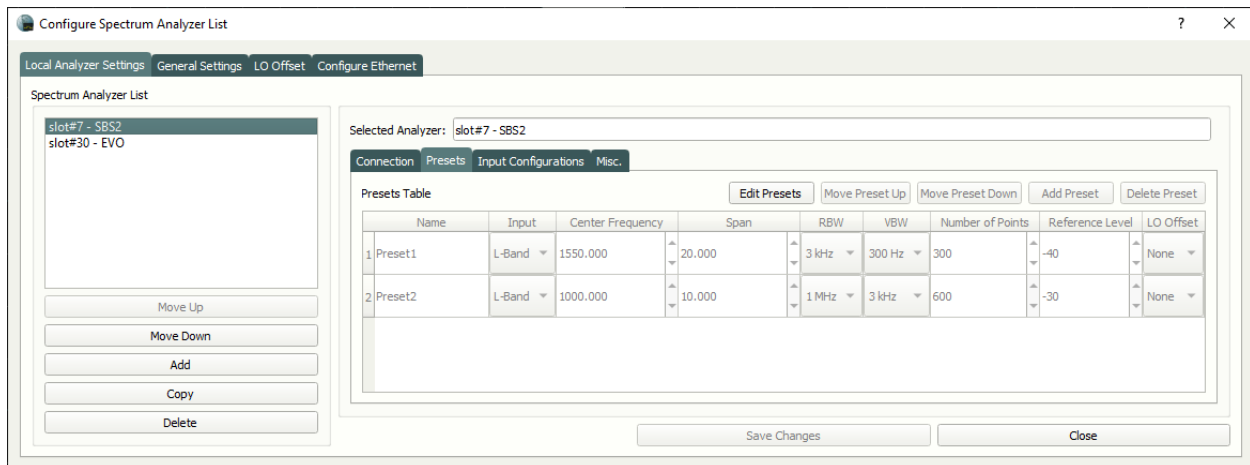 Configure Spectrum Analyzer List
?
Local Analyzer Settings General Settings LO Offset Configure Ethernet
Spectrum Analyzer List
slot#7 - SBS2
slot#30 - EVO
Move Up
Move Down
Add
Copy
Delete
Selected Analyzer: slot#7 - SBS2
Connection Presets Input Configurations Misc.
Presets Table Edit Presets Move Preset Up Move Preset Down Add Preset Delete Preset
Name Input Center Frequency Span RBW VBW Number of Points Reference Level LO Offset
1 Preset1 L-Band 1550.000 20.000 3 kHz 300 Hz 300 -40 None
2 Preset2 L-Band 1000.000 10.000 1 MHz 3 kHz 600 -30 None
Save Changes Close